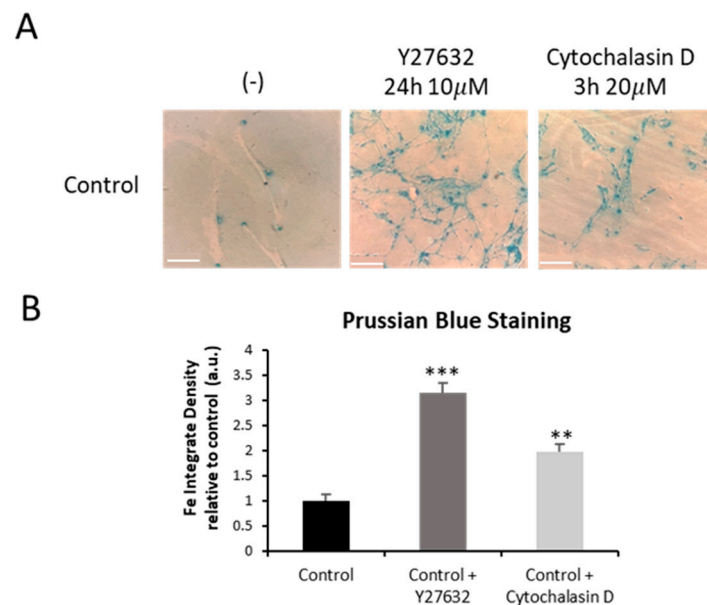 A
(-)
Y27632
24h 10µM
Cytochalasin D
3h 20µM
Control
B
Prussian Blue Staining
Fe Integrate Density
relative to control (a.u.)
4
3.5
3
2.5
2
1.5
1
0.5
0
***
**
Control
Control +
Y27632
Control +
Cytochalasin D